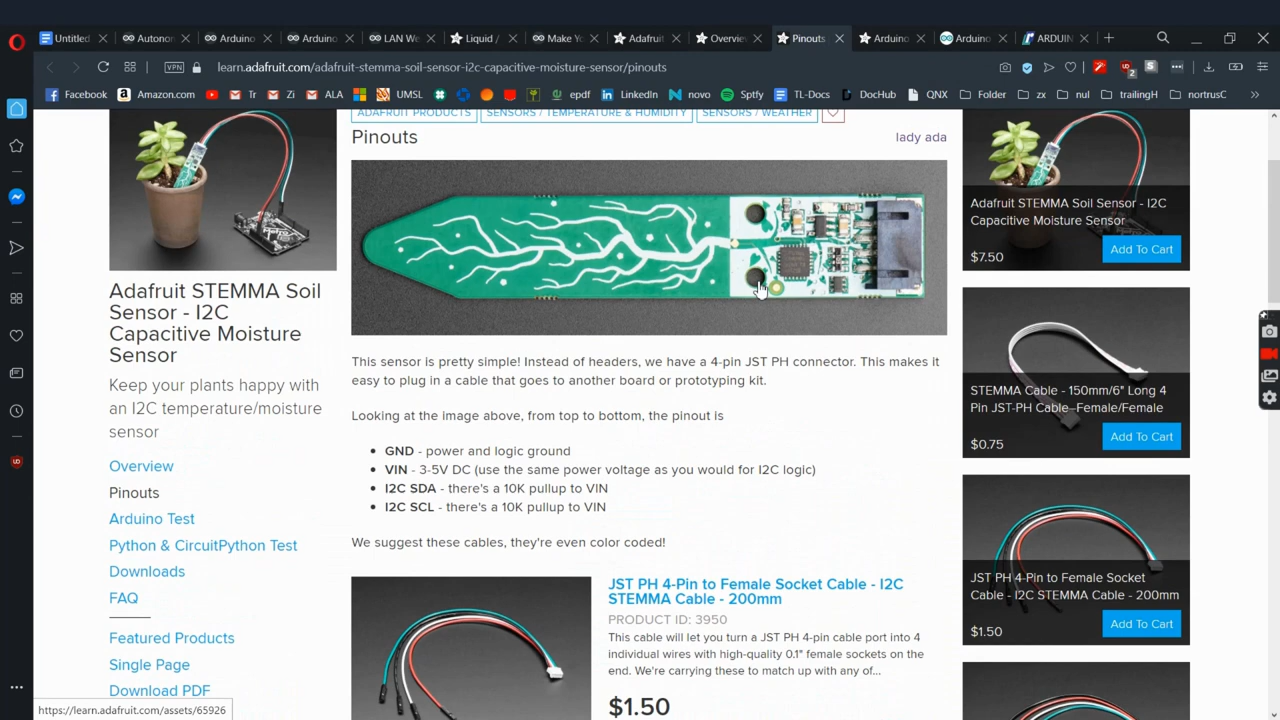 Untitled
Autonor
Arduino
Arduino
LAN We
Liquid /
Make Yo
Adafruit
Overvie
Pinouts
Arduino
Arduino
ARDUIN
VPN
learn.adafruit.com/adafruit-stemma-soil-sensor-i2c-capacitive-moisture-sensor/pinouts
2
S
Facebook
Amazon.com
Tr
Zi
ALA
UMSL
epdf
LinkedIn
novo
Sptfy
TL-Docs
DocHub
QNX
Folder
zx
nul
trailingH
nortrusC
ADAFRUIT PRODUCTS
SENSORS / TEMPERATURE & HUMIDITY
SENSORS / WEATHER
Pinouts
lady ada
Adafruit STEMMA Soil
Sensor - I2C
Capacitive Moisture
Sensor
Keep your plants happy with
an I2C temperature/moisture
sensor
Overview
Pinouts
Arduino Test
Python & CircuitPython Test
Downloads
FAQ
Featured Products
Single Page
Download PDF
https://learn.adafruit.com/assets/65926
This sensor is pretty simple! Instead of headers, we have a 4-pin JST PH connector. This makes it
easy to plug in a cable that goes to another board or prototyping kit.
Looking at the image above, from top to bottom, the pinout is
• GND - power and logic ground
• VIN - 3-5V DC (use the same power voltage as you would for I2C logic)
• I2C SDA - there's a 10K pullup to VIN
• I2C SCL - there's a 10K pullup to VIN
We suggest these cables, they're even color coded!
JST PH 4-Pin to Female Socket Cable - I2C
STEMMA Cable - 200mm
PRODUCT ID: 3950
This cable will let you turn a JST PH 4-pin cable port into 4
individual wires with high-quality 0.1" female sockets on the
end. We're carrying these to match up with any of...
$1.50
Adafruit STEMMA Soil Sensor - I2C
Capacitive Moisture Sensor
$7.50
Add To Cart
STEMMA Cable - 150mm/6" Long 4
Pin JST-PH Cable–Female/Female
$0.75
Add To Cart
JST PH 4-Pin to Female Socket
Cable - I2C STEMMA Cable - 200mm
$1.50
Add To Cart